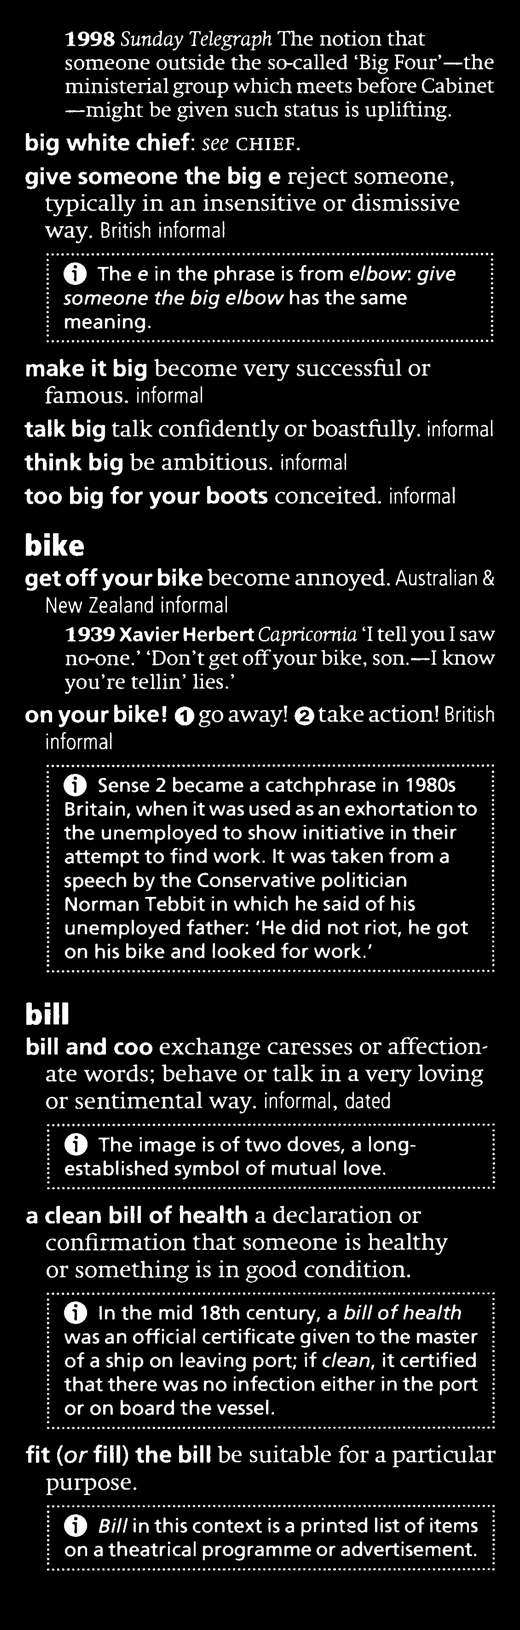 1998 Sunday Telegraph The notion that
someone outside the so-called ‘Big Four’—the
ministerial group which meets before Cabinet
—might be given such status is uplifting.
big white chief: see CHIEF.
give someone the big e reject someone,
typically in an insensitive or dismissive
way. British informal
i The e in the phrase is from elbow: give
someone the big elbow has the same
meaning.
make it big become very successful or
famous. informal
talk big talk confidently or boastfully. informal
think big be ambitious. informal
too big for your boots conceited. informal
bike
get off your bike become annoyed. Australian &
New Zealand informal
1939 Xavier Herbert Capricornia ‘I tell you I saw
no-one.’ ‘Don’t get off your bike, son.—I know
you’re tellin’ lies.’
on your bike! ❶ go away! ❷ take action! British
informal
i Sense 2 became a catchphrase in 1980s
Britain, when it was used as an exhortation to
the unemployed to show initiative in their
attempt to find work. It was taken from a
speech by the Conservative politician
Norman Tebbit in which he said of his
unemployed father: ‘He did not riot, he got
on his bike and looked for work.’
bill
bill and coo exchange caresses or affection-
ate words; behave or talk in a very loving
or sentimental way. informal, dated
i The image is of two doves, a long-
established symbol of mutual love.
a clean bill of health a declaration or
confirmation that someone is healthy
or something is in good condition.
i In the mid 18th century, a bill of health
was an official certificate given to the master
of a ship on leaving port; if clean, it certified
that there was no infection either in the port
or on board the vessel.
fit (or fill) the bill be suitable for a particular
purpose.
i Bill in this context is a printed list of items
on a theatrical programme or advertisement.